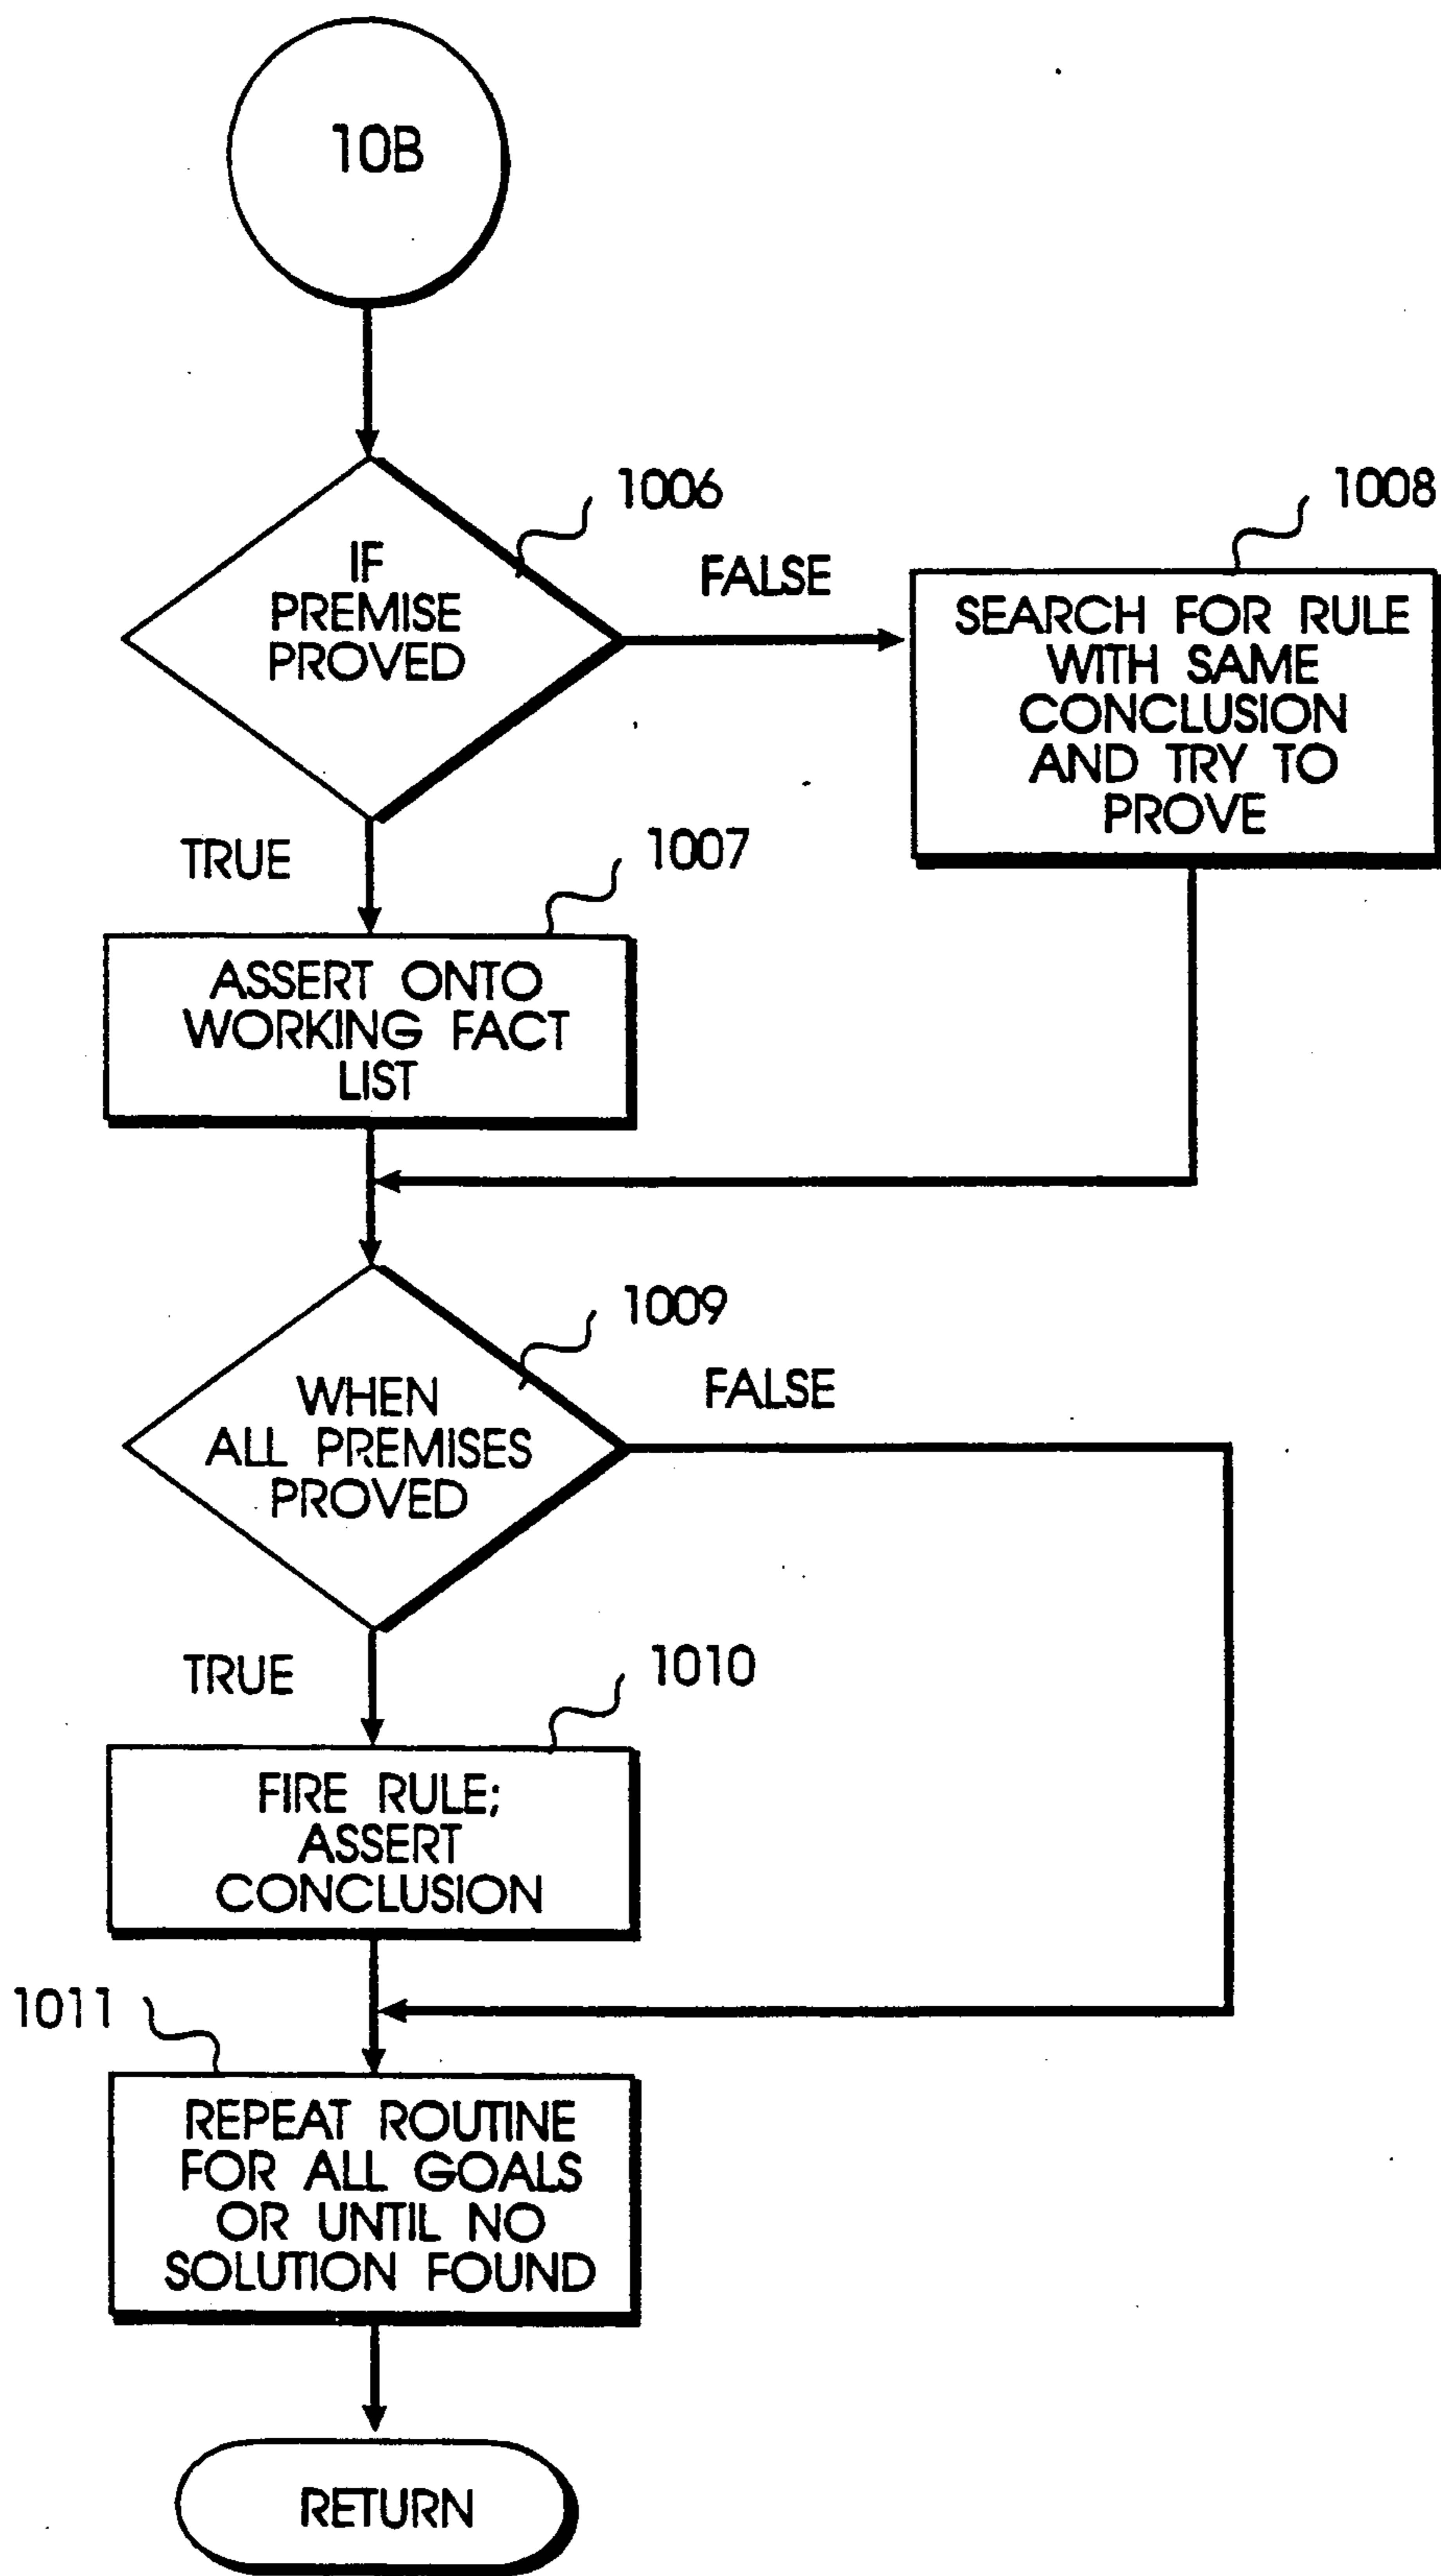 10B
1006
IF
PREMISE
PROVED
FALSE
1008
SEARCH FOR RULE
WITH SAME
CONCLUSION
AND TRY TO
PROVE
TRUE
1007
ASSERT ONTO
WORKING FACT
LIST
1009
WHEN
ALL PREMISES
PROVED
FALSE
TRUE
1010
FIRE RULE;
ASSERT
CONCLUSION
1011
REPEAT ROUTINE
FOR ALL GOALS
OR UNTIL NO
SOLUTION FOUND
RETURN